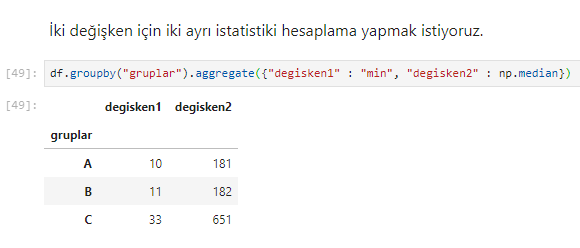 İki değişken için iki ayrı istatistiki hesaplama yapmak istiyoruz.
[49]: df.groupby("gruplar").aggregate({"degisken1" : "min", "degisken2" : np.median})
[49]:
degisken1 degisken2
gruplar
A 10 181
B 11 182
C 33 651